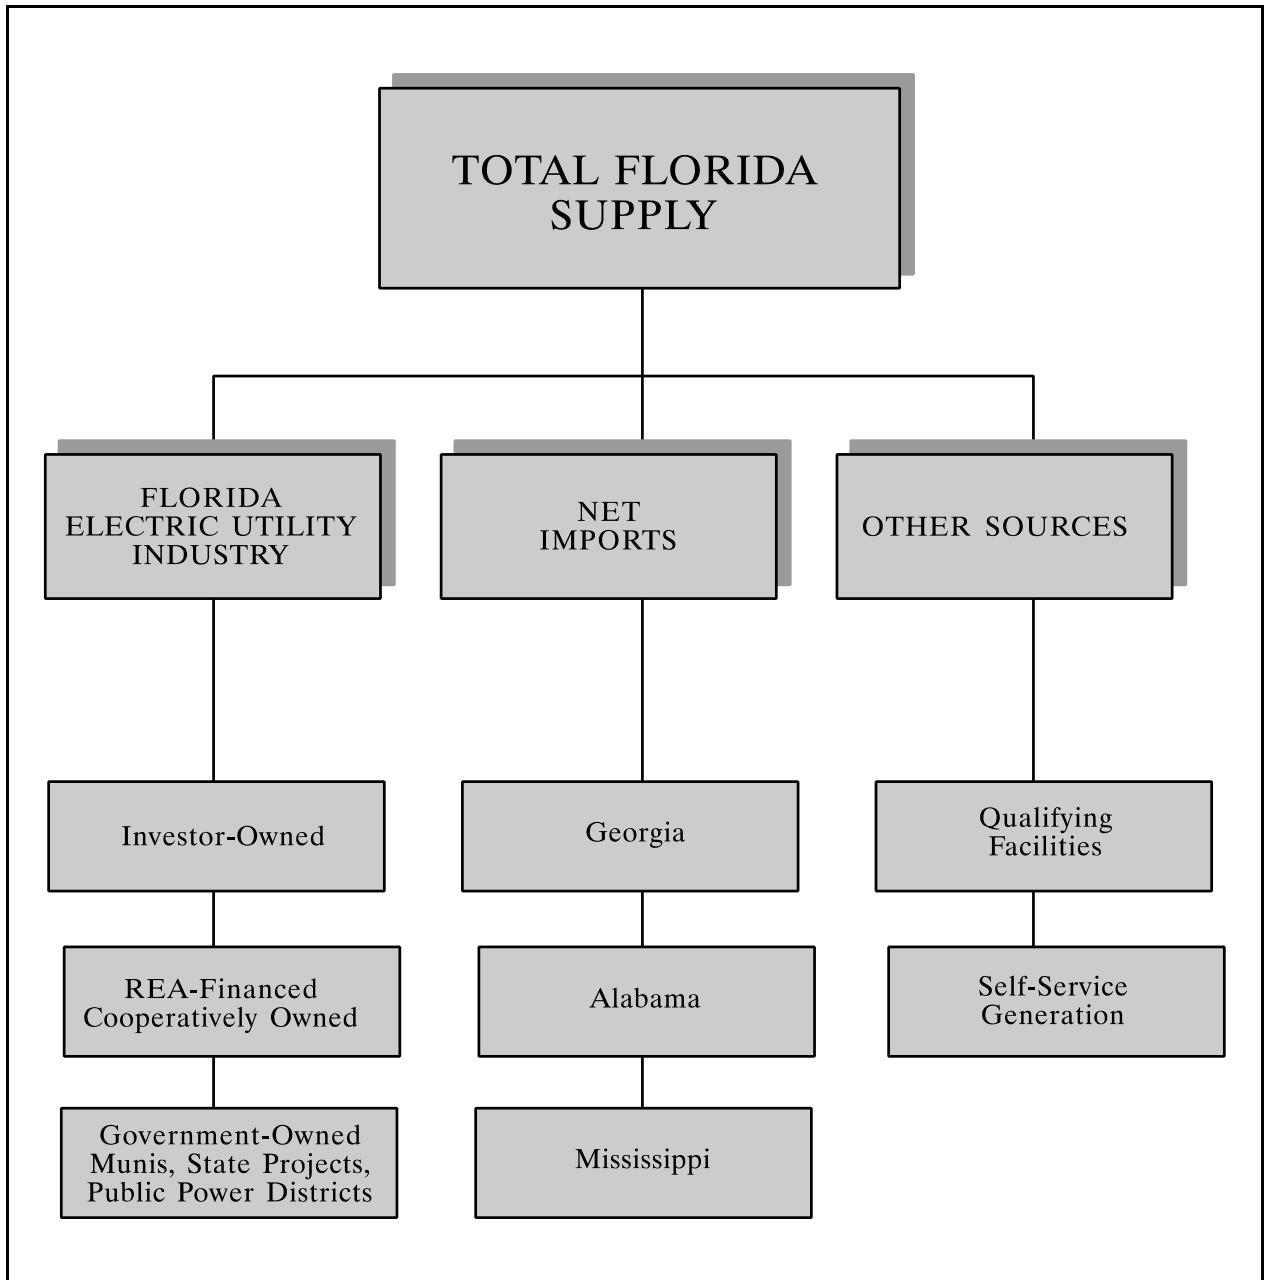 TOTAL FLORIDA
SUPPLY
FLORIDA
ELECTRIC UTILITY
INDUSTRY
NET
IMPORTS
OTHER SOURCES
Investor-Owned
Georgia
Qualifying
Facilities
REA-Financed
Cooperatively Owned
Alabama
Self-Service
Generation
Government-Owned
Munis, State Projects,
Public Power Districts
Mississippi